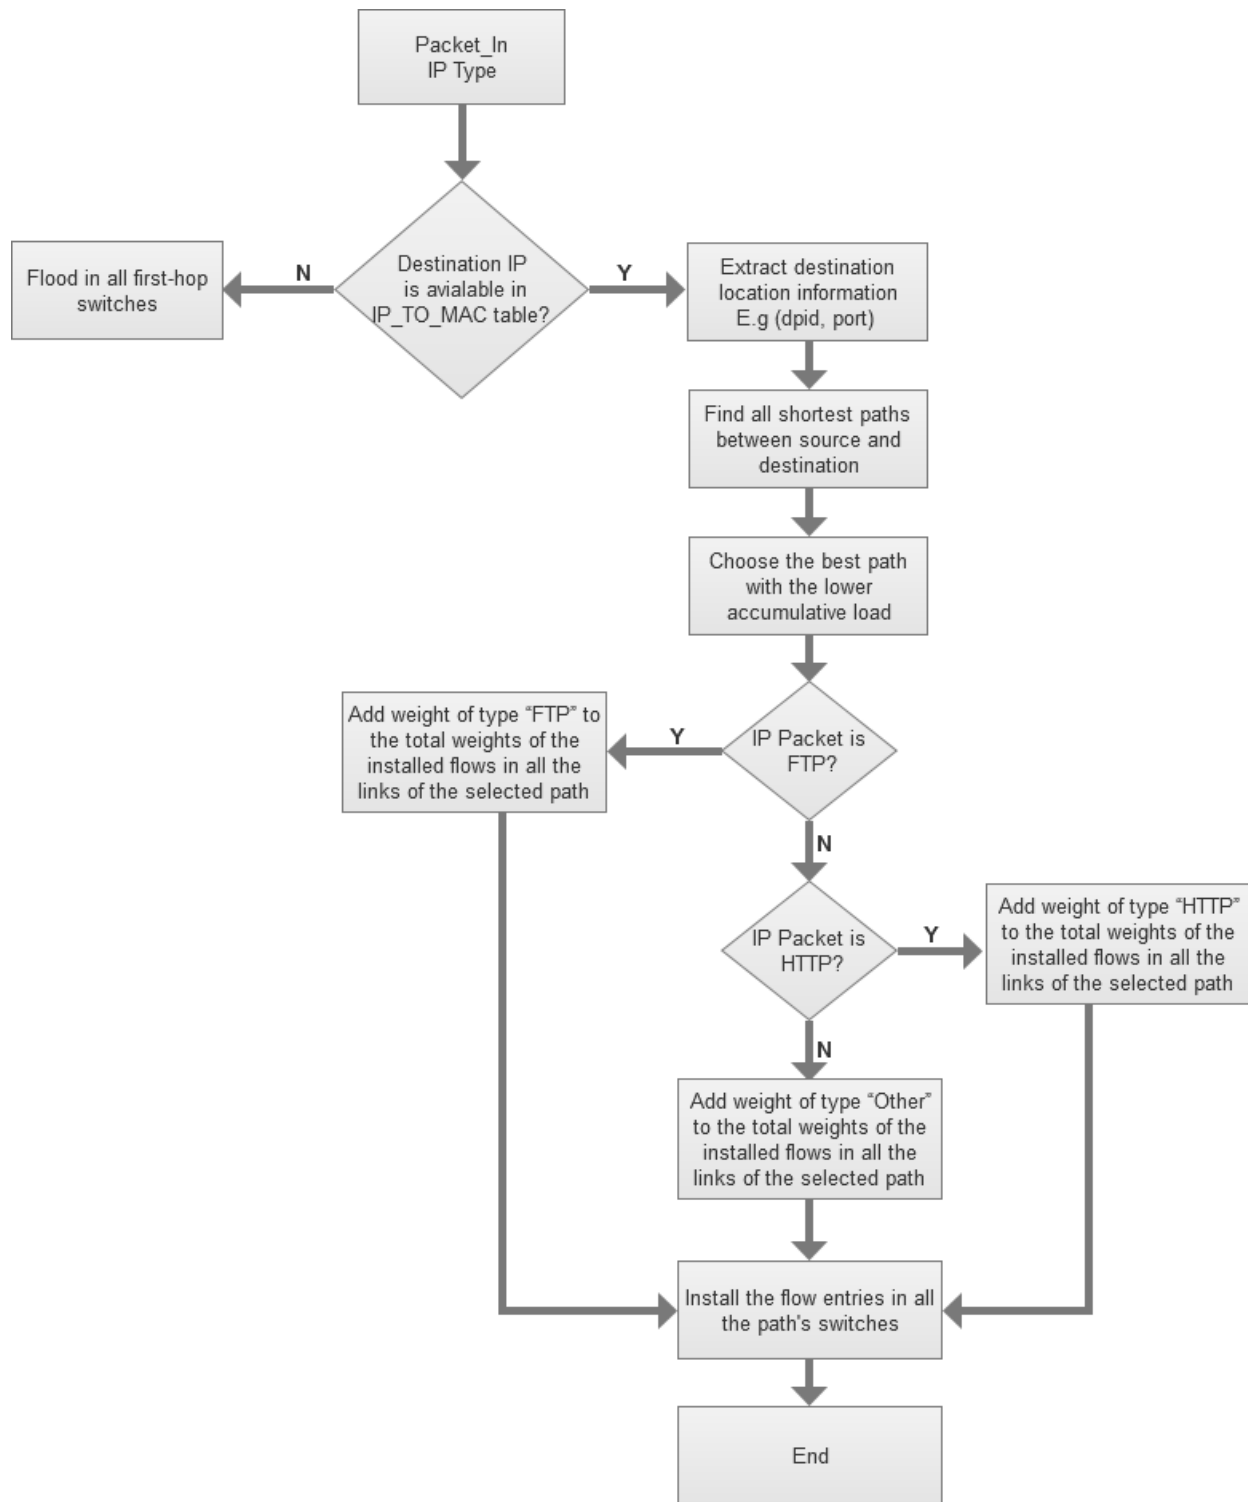 Packet_In
IP Type
Destination IP
is avialable in
IP_TO_MAC table?
N
Flood in all first-hop
switches
Y
Extract destination
location information
E.g (dpid, port)
Find all shortest paths
between source and
destination
Choose the best path
with the lower
accumulative load
IP Packet is
FTP?
Y
Add weight of type “FTP” to
the total weights of the
installed flows in all the
links of the selected path
N
IP Packet is
HTTP?
Y
Add weight of type “HTTP”
to the total weights of the
installed flows in all the
links of the selected path
N
Add weight of type “Other”
to the total weights of the
installed flows in all the
links of the selected path
Install the flow entries in all
the path's switches
End